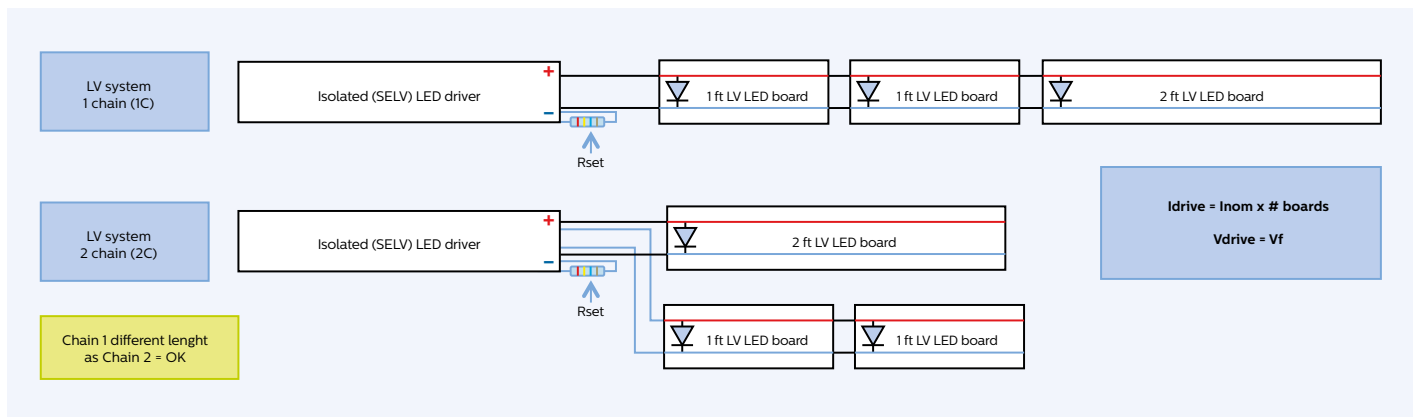 LV system
1 chain (1C)
Isolated (SELV) LED driver
+
–
Rset
1 ft LV LED board
1 ft LV LED board
2 ft LV LED board
Idrive = Inom x # boards
Vdrive = Vf
LV system
2 chain (2C)
Isolated (SELV) LED driver
+
–
Rset
2 ft LV LED board
1 ft LV LED board
1 ft LV LED board
Chain 1 different lenght
as Chain 2 = OK